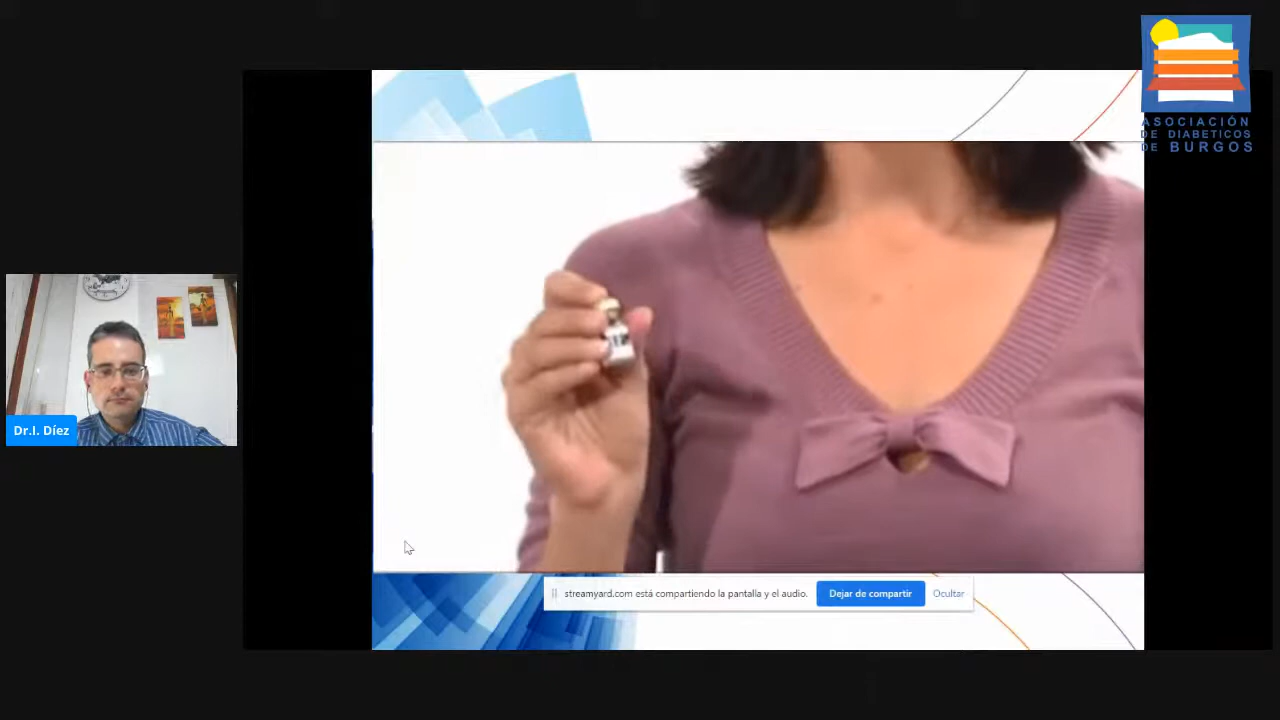 ASOCIACIÓN
DE DIABETICOS
DE BURGOS
Dr.I. Díez
streamyard.com está compartiendo la pantalla y el audio.
Dejar de compartir
Ocultar